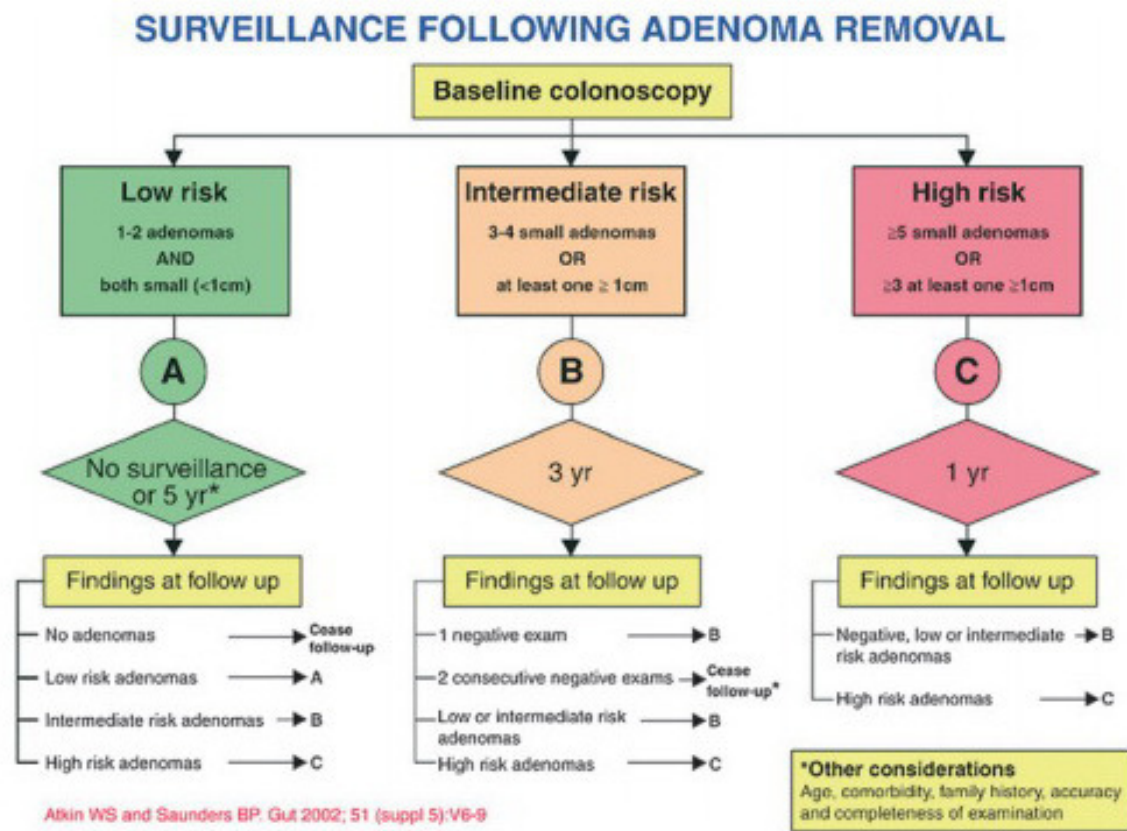 SURVEILLANCE FOLLOWING ADENOMA REMOVAL
Baseline colonoscopy
Low risk
1-2 adenomas
AND
both small (<1cm)
A
No surveillance
or 5 yr*
Findings at follow up
No adenomas
Cease
follow-up
Low risk adenomas
A
Intermediate risk adenomas
B
High risk adenomas
C
Intermediate risk
3-4 small adenomas
OR
at least one ≥ 1cm
B
3 yr
Findings at follow up
1 negative exam
B
2 consecutive negative exams
Cease
follow-up*
Low or intermediate risk
adenomas
B
High risk adenomas
C
High risk
≥5 small adenomas
OR
≥3 at least one ≥1cm
C
1 yr
Findings at follow up
Negative, low or intermediate
risk adenomas
B
High risk adenomas
C
*Other considerations
Age, comorbidity, family history, accuracy
and completeness of examination
Atkin WS and Saunders BP. Gut 2002; 51 (suppl 5):V6-9